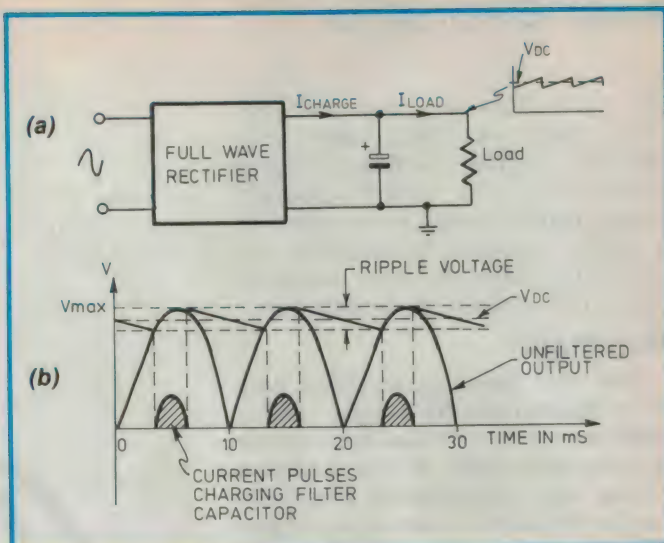 VDC
(a)
ICHARGE
ILOAD
FULL WAVE
RECTIFIER
+
Load
V
RIPPLE VOLTAGE
Vmax
VDC
(b)
UNFILTERED
OUTPUT
0 10 20 30 TIME IN mS
CURRENT PULSES
CHARGING FILTER
CAPACITOR